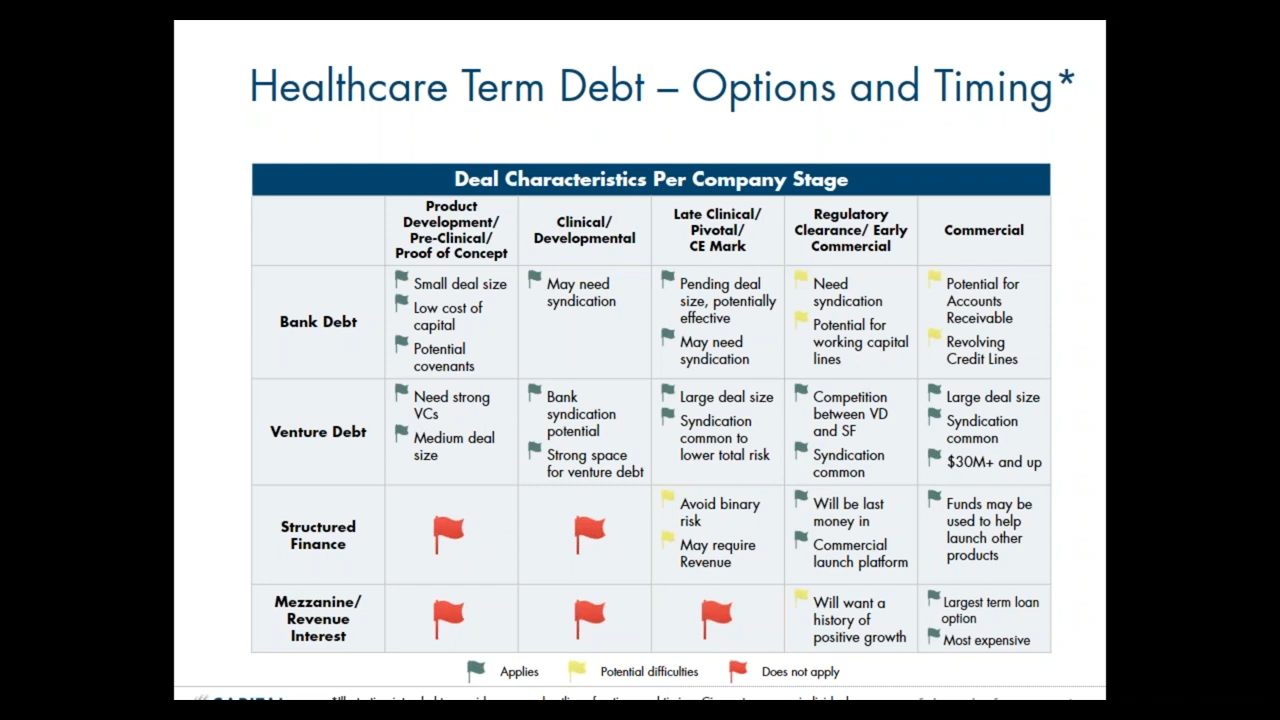 Healthcare Term Debt – Options and Timing*
Deal Characteristics Per Company Stage
Product
Development/
Pre-Clinical/
Proof of Concept
Clinical/
Developmental
Late Clinical/
Pivotal/
CE Mark
Regulatory
Clearance/ Early
Commercial
Commercial
Bank Debt
Small deal size
Low cost of
capital
Potential
covenants
May need
syndication
Pending deal
size, potentially
effective
May need
syndication
Need
syndication
Potential for
working capital
lines
Potential for
Accounts
Receivable
Revolving
Credit Lines
Venture Debt
Need strong
VCs
Medium deal
size
Bank
syndication
potential
Strong space
for venture debt
Large deal size
Syndication
common to
lower total risk
Competition
between VD
and SF
Syndication
common
Large deal size
Syndication
common
$30M+ and up
Structured
Finance
Avoid binary
risk
May require
Revenue
Will be last
money in
Commercial
launch platform
Funds may be
used to help
launch other
products
Mezzanine/
Revenue
Interest
Will want a
history of
positive growth
Largest term loan
option
Most expensive
Applies
Potential difficulties
Does not apply
CAPITAL